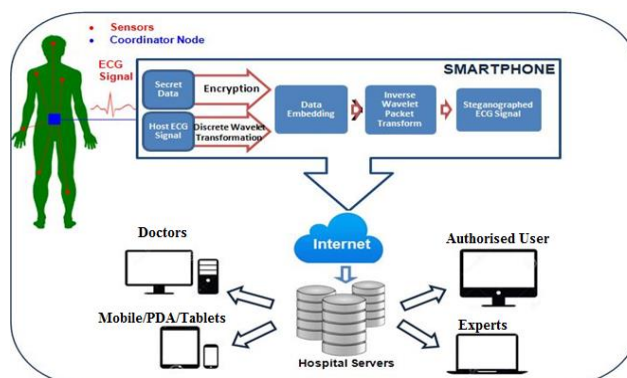 Sensors
Coordinator Node
ECG
Signal
SMARTPHONE
Secret
Data
Encryption
Host ECG
Signal
Discrete Wavelet
Transformation
Data
Embedding
Inverse
Wavelet
Packet
Transform
Steganographed
ECG Signal
Internet
Doctors
Authorised User
Mobile/PDA/Tablets
Experts
Hospital Servers